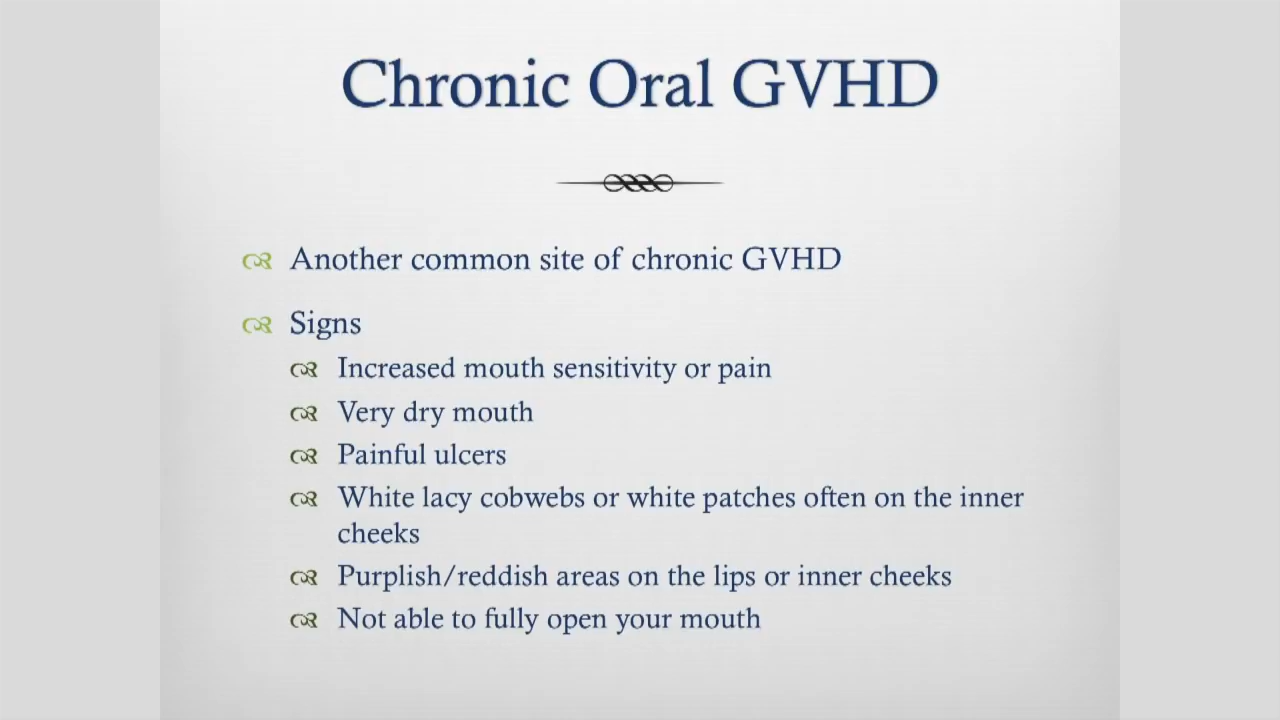 Chronic Oral GVHD
Another common site of chronic GVHD
Signs
Increased mouth sensitivity or pain
Very dry mouth
Painful ulcers
White lacy cobwebs or white patches often on the inner
cheeks
Purplish/reddish areas on the lips or inner cheeks
Not able to fully open your mouth